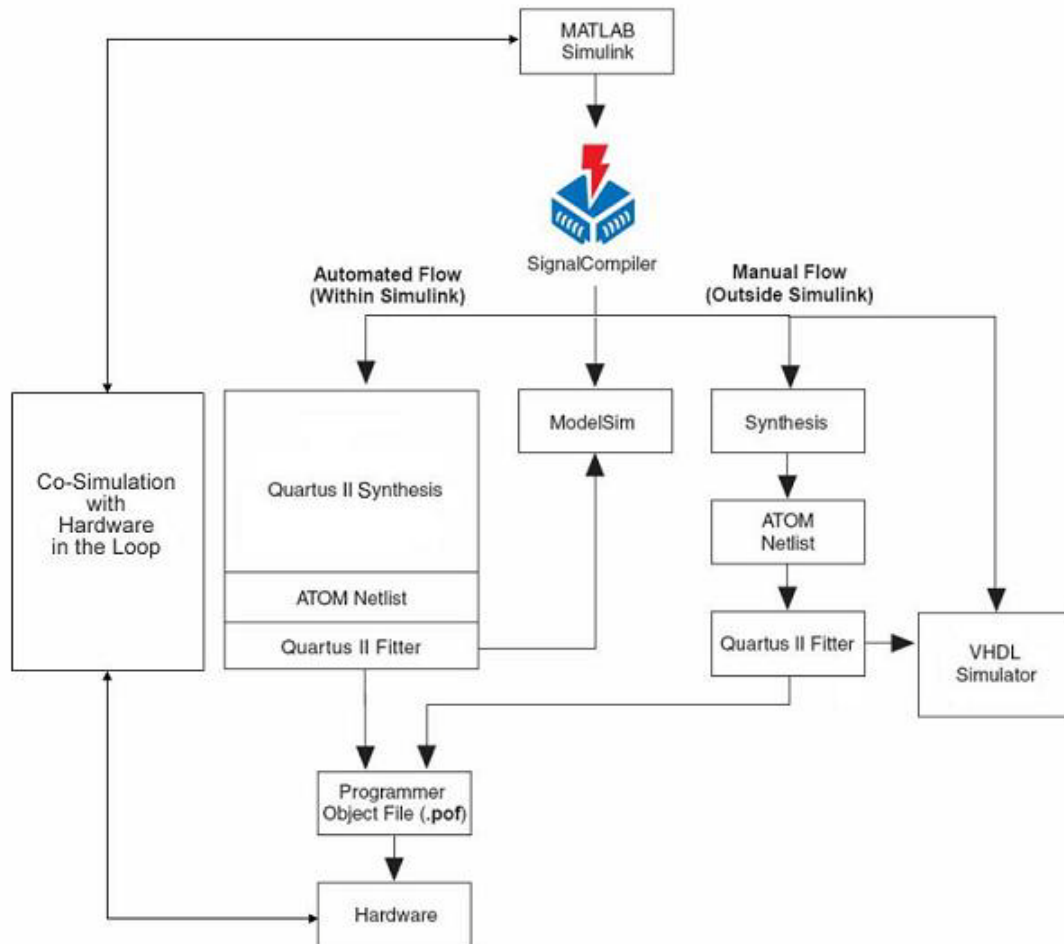 MATLAB
Simulink
SignalCompiler
Automated Flow
(Within Simulink)
Manual Flow
(Outside Simulink)
Co-Simulation
with
Hardware
in the Loop
Quartus II Synthesis
ATOM Netlist
Quartus II Fitter
ModelSim
Synthesis
ATOM
Netlist
Quartus II Fitter
VHDL
Simulator
Programmer
Object File (.pof)
Hardware